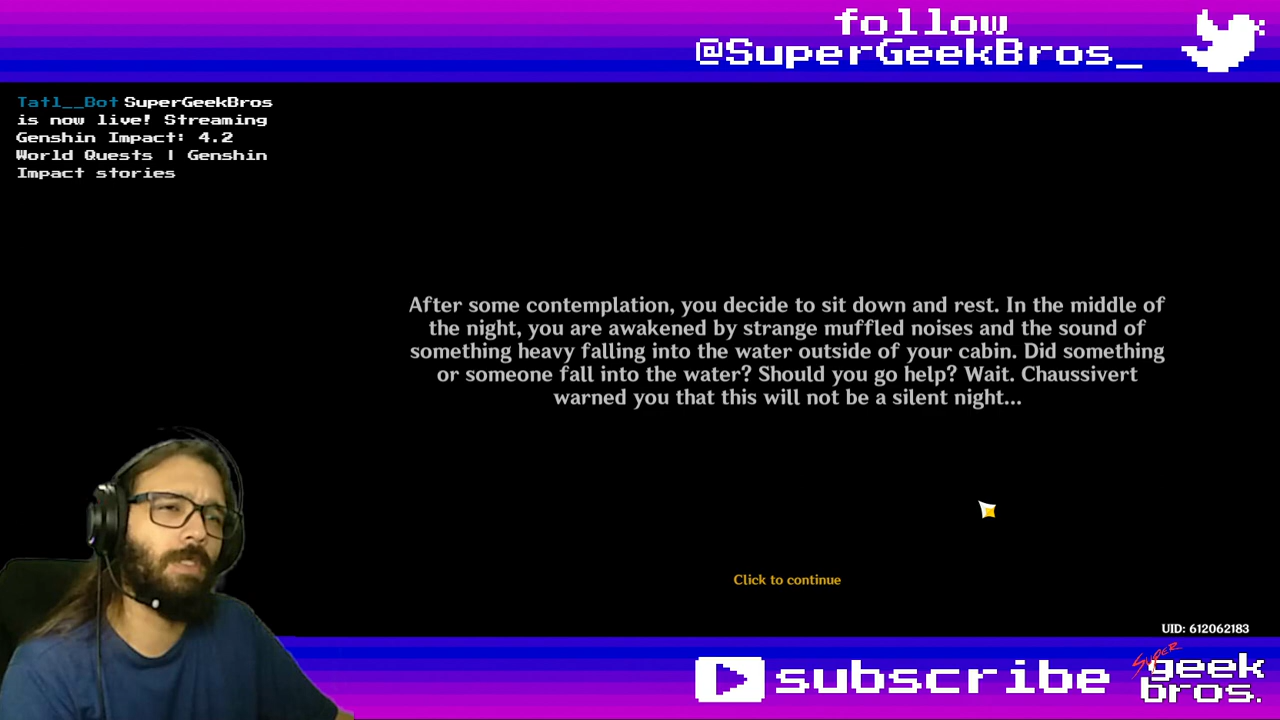 follow
@SuperGeekBros_
Tatl__Bot SuperGeekBros
is now live! Streaming
Genshin Impact: 4.2
World Quests | Genshin
Impact stories
After some contemplation, you decide to sit down and rest. In the middle of
the night, you are awakened by strange muffled noises and the sound of
something heavy falling into the water outside of your cabin. Did something
or someone fall into the water? Should you go help? Wait. Chaussivert
warned you that this will not be a silent night...
Click to continue
UID: 612062183
subscribe
SUPER
geek
bros.